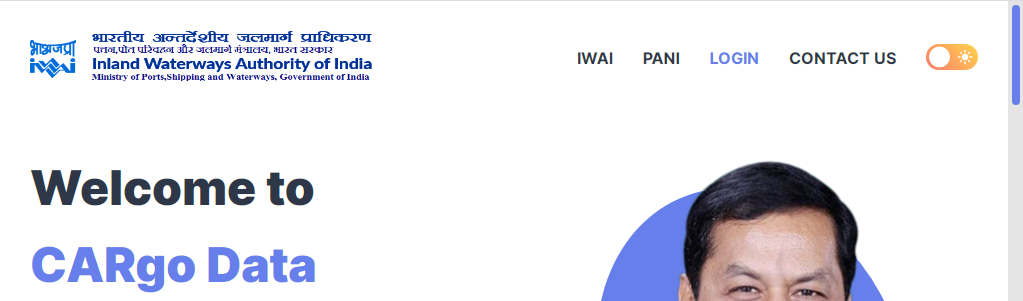 भारतीय अन्तर्देशीय जलमार्ग प्राधिकरण
पत्तन,पोत परिवहन और जलमार्ग मंत्रालय, भारत सरकार
Inland Waterways Authority of India
Ministry of Ports,Shipping and Waterways, Government of India
भाअजप्रा
iwai
IWAI PANI LOGIN CONTACT US
Welcome to
CARgo Data